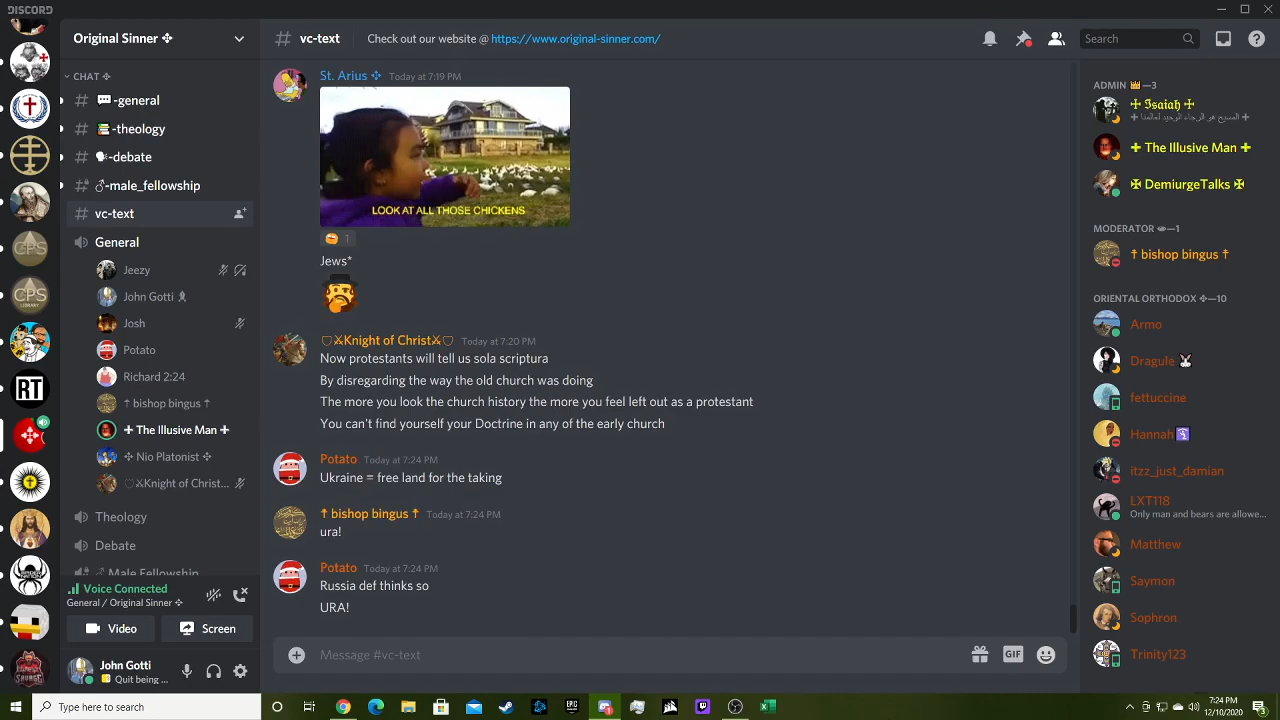 DISCORD
Original Sinner ✣
CHAT ✣
-general
-theology
-debate
-male_fellowship
vc-text
General
Jeezy
John Gotti
Josh
Potato
Richard 2:24
† bishop bingus †
✚ The Illusive Man ✚
✣ Nio Platonist ✣
🛡⚔Knight of Christ...
Theology
Debate
Male Fellowship
Voice Connected
General / Original Sinner ✣
Video
Screen
John Gotti
Quit being ...
# vc-text
Check out our website @ https://www.original-sinner.com/
Search
St. Arius ✣ Today at 7:19 PM
LOOK AT ALL THOSE CHICKENS
1
Jews*
🛡⚔Knight of Christ⚔🛡 Today at 7:20 PM
Now protestants will tell us sola scriptura
By disregarding the way the old church was doing
The more you look the church history the more you feel left out as a protestant
You can't find yourself your Doctrine in any of the early church
Potato Today at 7:24 PM
Ukraine = free land for the taking
† bishop bingus † Today at 7:24 PM
ura!
Potato Today at 7:24 PM
Russia def thinks so
URA!
Message #vc-text
GIF
ADMIN 👑—3
☩ 𝕴𝖘𝖆𝖎𝖆𝖍 ☩
✚ The Illusive Man ✚
✠ DemiurgeTalks ✠
MODERATOR —1
† bishop bingus †
ORIENTAL ORTHODOX ✣—10
Armo
Dragule
fettuccine
Hannah
itzz_just_damian
LXT118
Only man and bears are allowe...
Matthew
Saymon
Sophron
Trinity123
CPS
CPS
LIBRARY
RT
SPIDER
NATION
SAVAGE
Type here to search
7:24 PM
12/10/2020